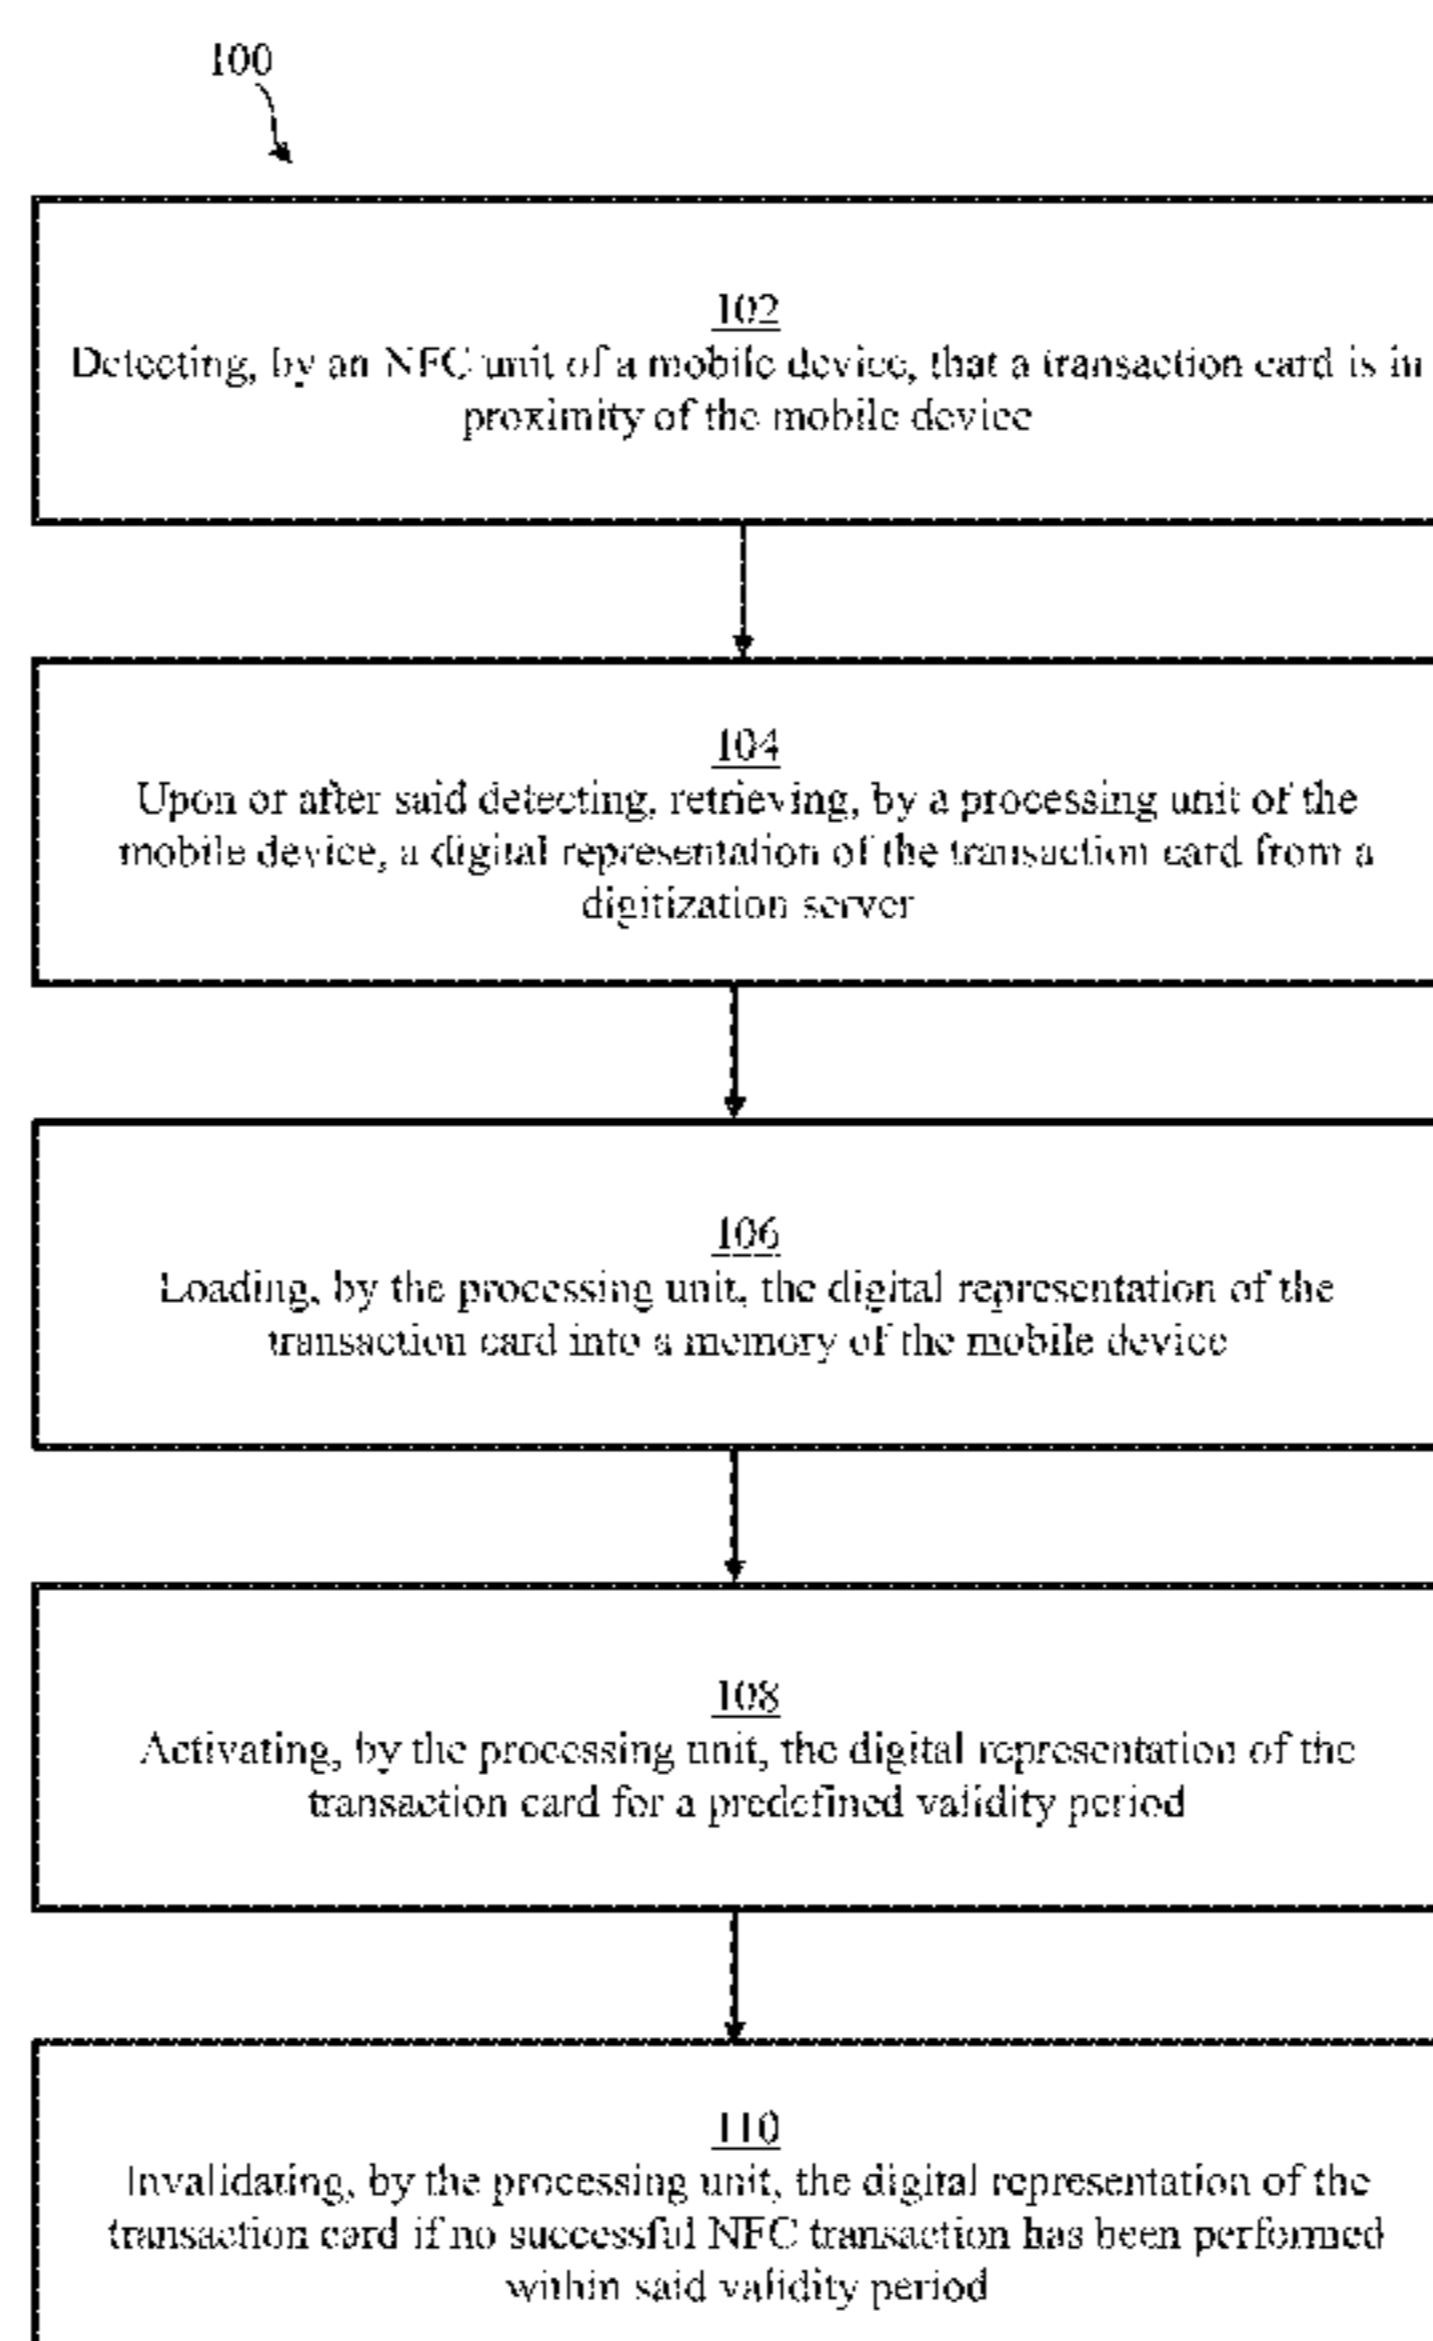 100
102
Detecting, by an NFC unit of a mobile device, that a transaction card is in
proximity of the mobile device
104
Upon or after said detecting, retrieving, by a processing unit of the
mobile device, a digital representation of the transaction card from a
digitization server
106
Loading, by the processing unit, the digital representation of the
transaction card into a memory of the mobile device
108
Activating, by the processing unit, the digital representation of the
transaction card for a predefined validity period
110
Invalidating, by the processing unit, the digital representation of the
transaction card if no successful NFC transaction has been performed
within said validity period